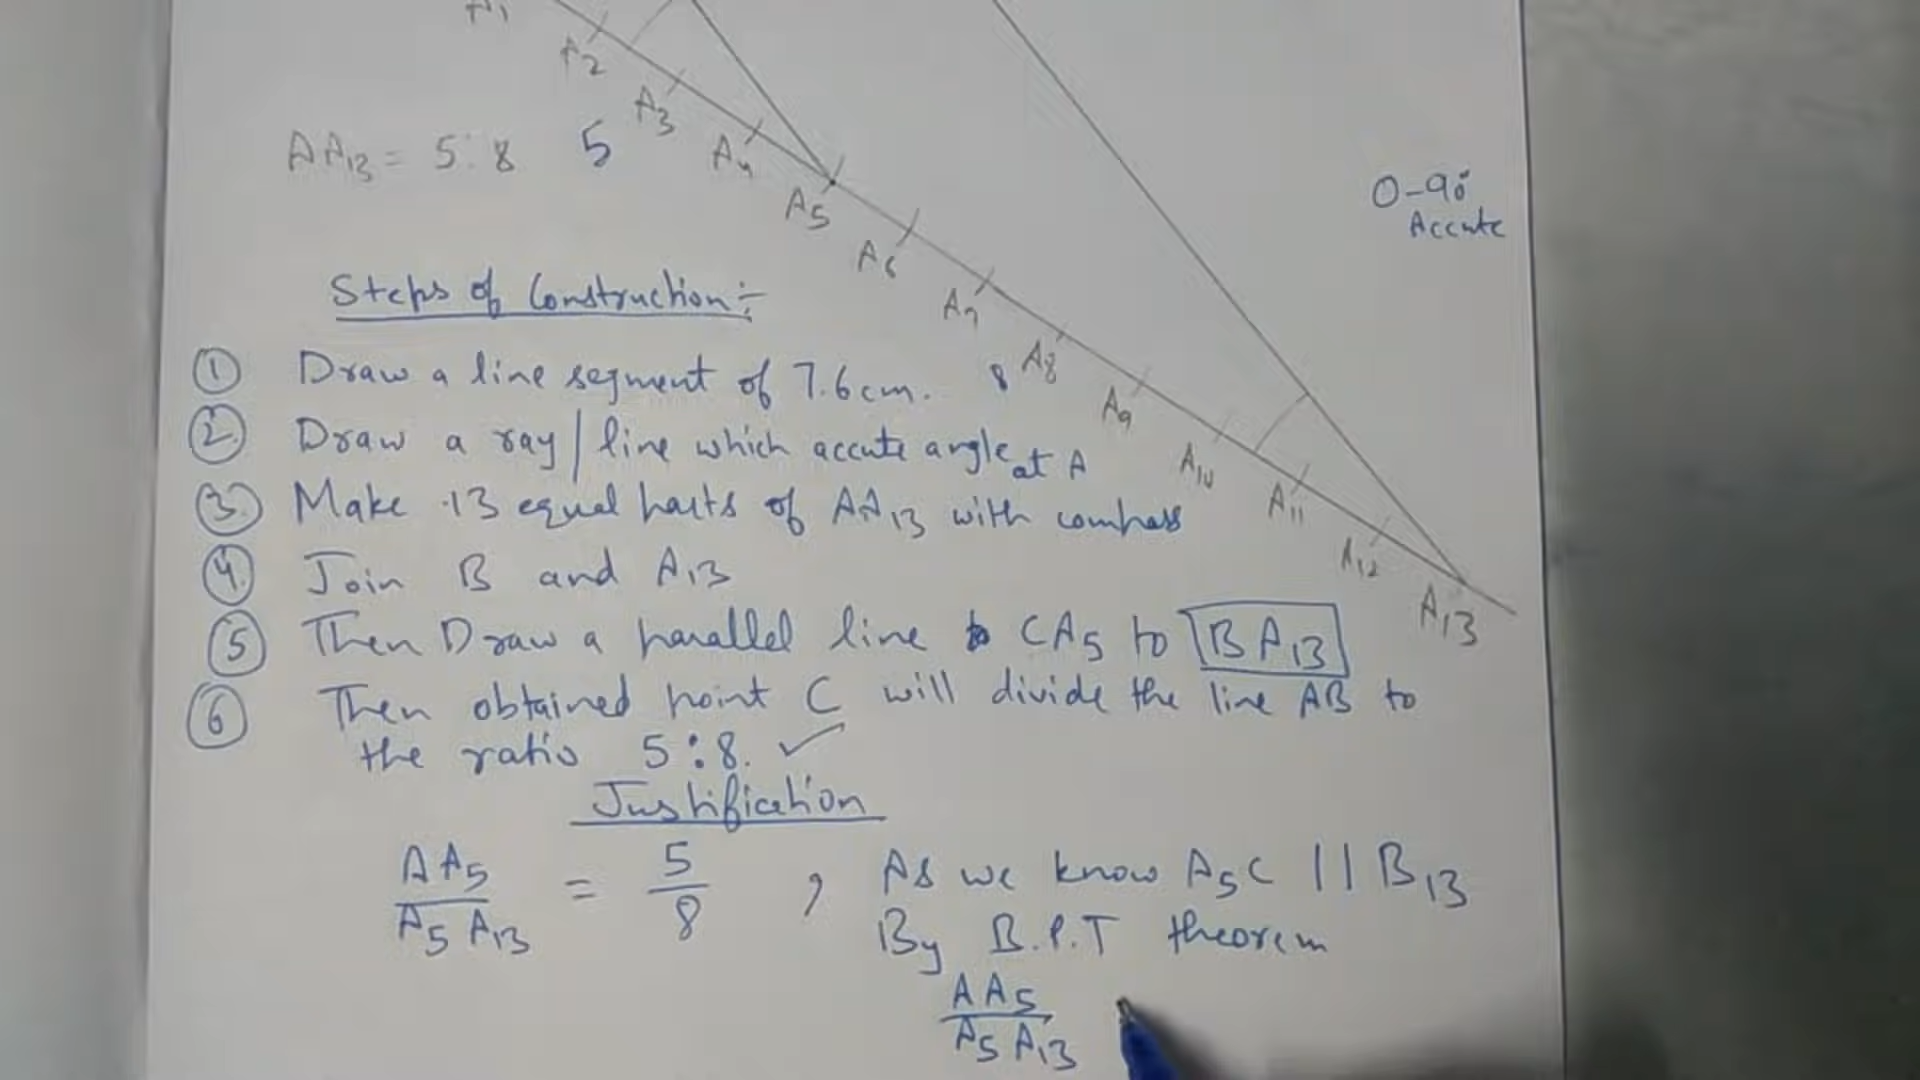 A1
A2
A3
AA13 = 5:8 5
A4
A5
0-90°
Accute
A6
A7
Steps of Construction:-
A8
8
A9
① Draw a line segment of 7.6cm.
② Draw a ray / line which accute angle at A
A10
A11
③ Make 13 equal parts of AA13 with compass
A12
④ Join B and A13
A13
⑤ Then Draw a parallel line CA5 to BA13
⑥ Then obtained point C will divide the line AB to
the ratio 5:8. ✓
Justification
AA5/A5A13 = 5/8 , As we know A5C || B13
By B.P.T theorem
AA5/A5A13